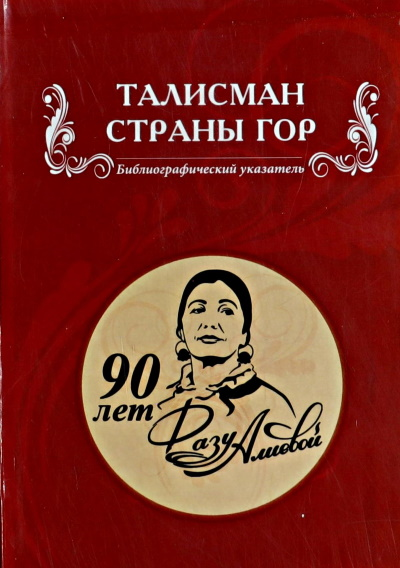 ТАЛИСМАН
СТРАНЫ ГОР
Библиографический указатель
90
лет
Фазу Алиевой